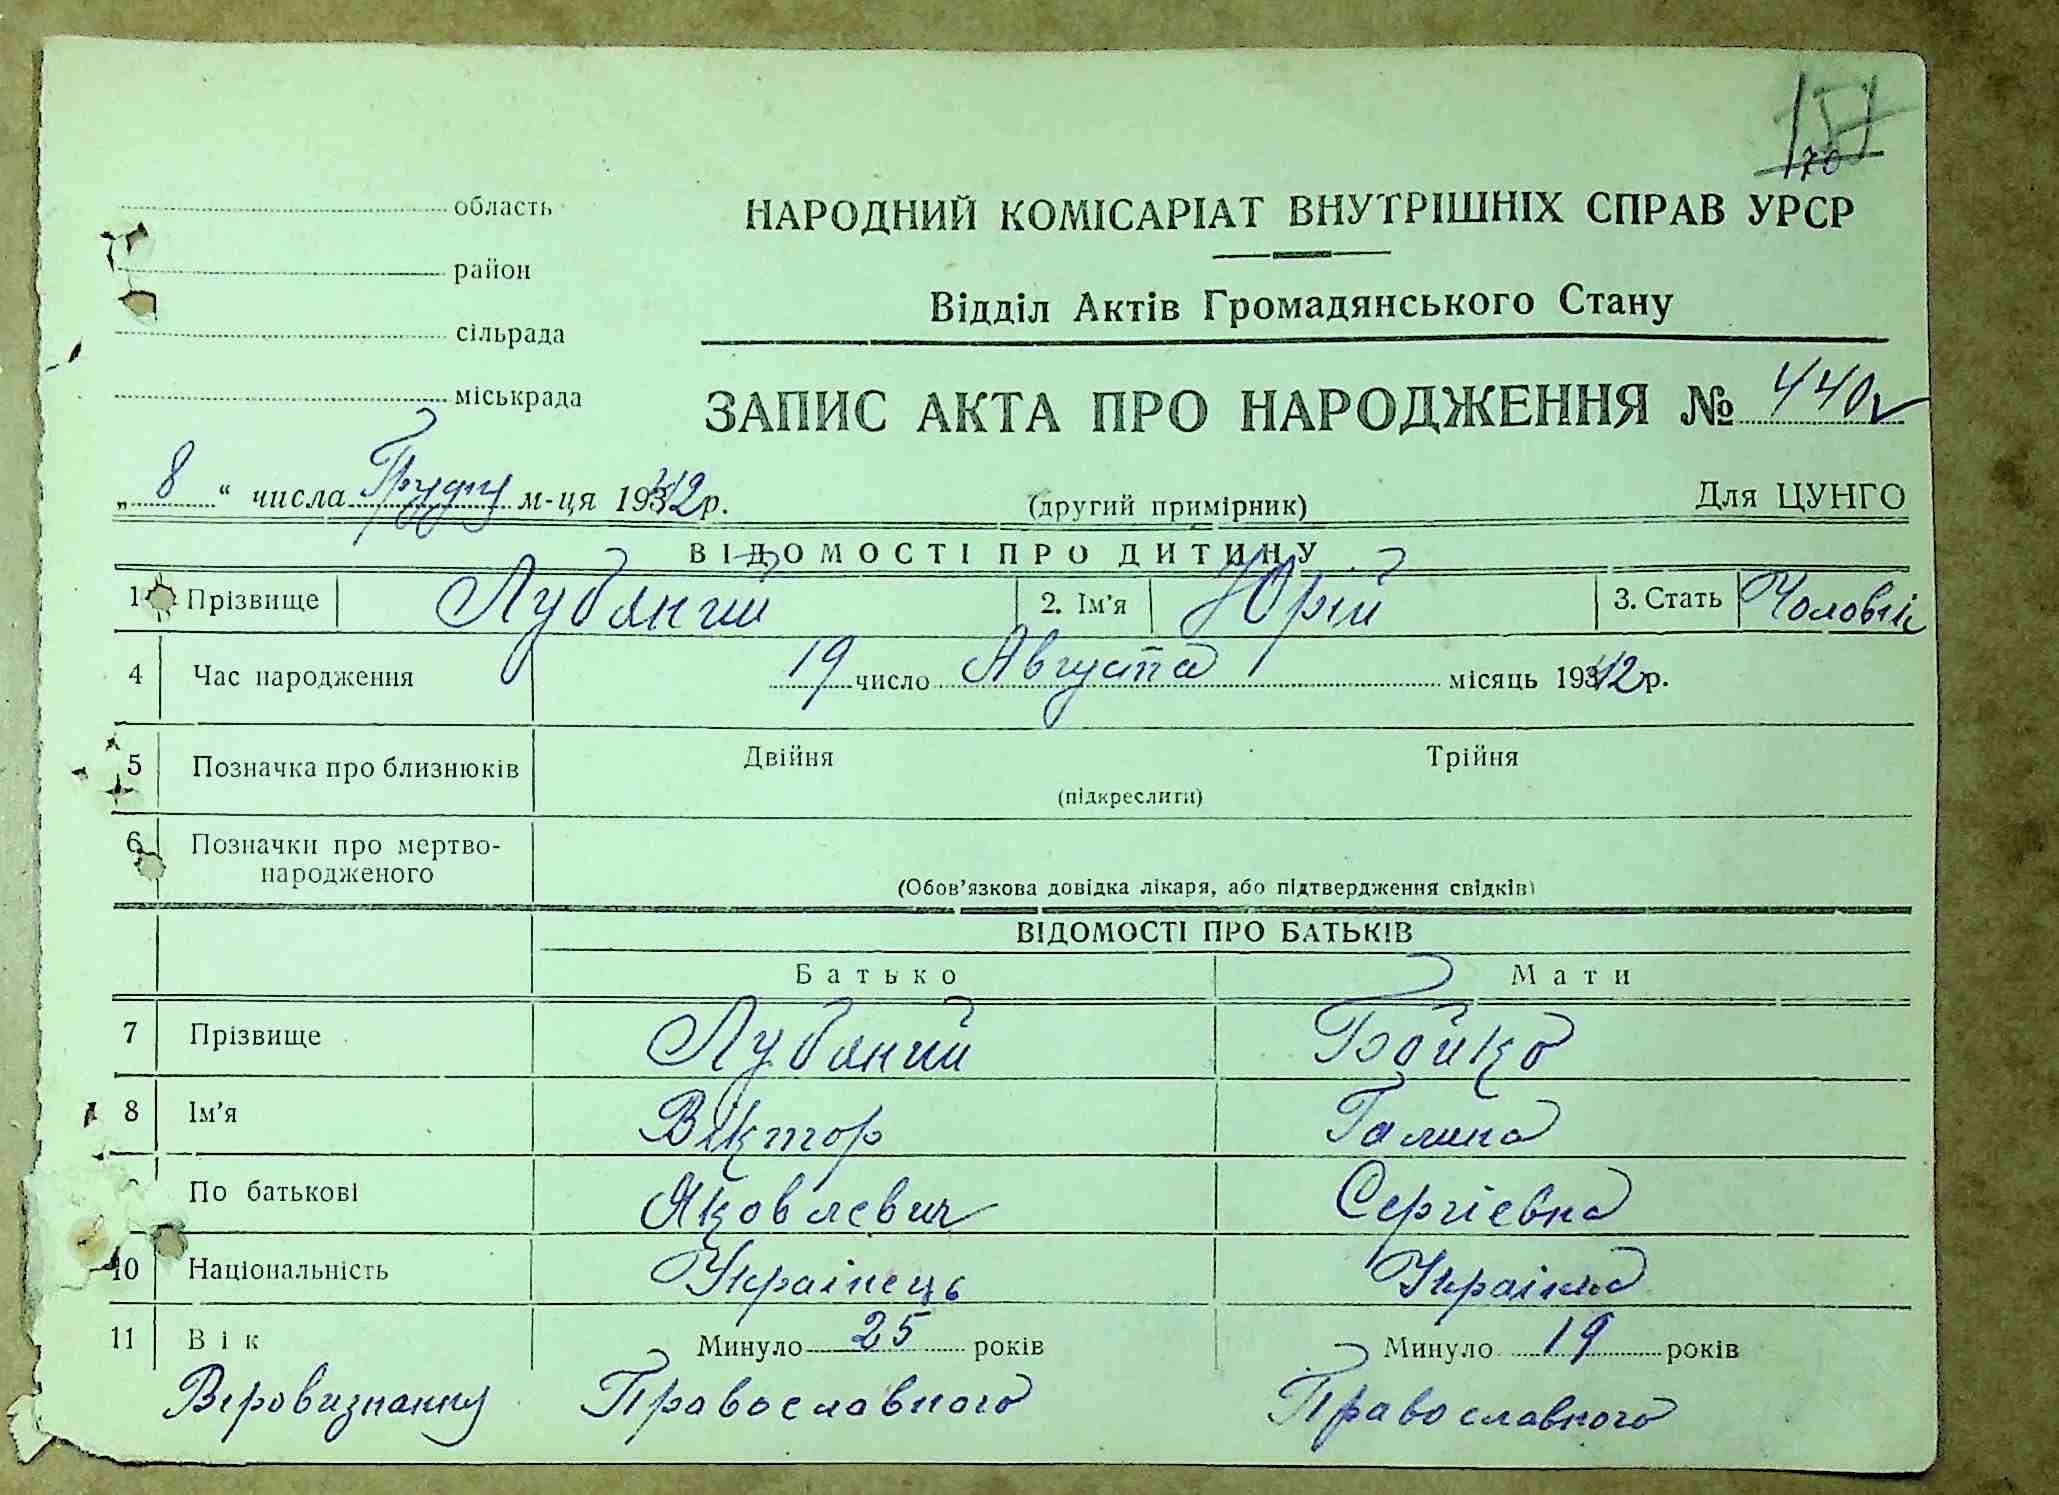 151
170
область
район
сільрада
міськрада
НАРОДНИЙ КОМІСАРІАТ ВНУТРІШНІХ СПРАВ УРСР
Відділ Актів Громадянського Стану
ЗАПИС АКТА ПРО НАРОДЖЕННЯ № 440
„ 8 “ числа Грудня м-ця 1942 р. (другий примірник) Для ЦУНГО
ВІДОМОСТІ ПРО ДИТИНУ
1 Прізвище Лубяний 2. Ім'я Юрій 3. Стать Чоловік
4 Час народження 19 число Августа місяць 1942 р.
5 Позначка про близнюків Двійня Трійня
(підкреслити)
6 Позначки про мертво-
народженого
(Обов'язкова довідка лікаря, або підтвердження свідків)
ВІДОМОСТІ ПРО БАТЬКІВ
Батько Мати
7 Прізвище Лубяний Бойко
8 Ім'я Віктор Галина
По батькові Яковлевич Сергієвна
10 Національність Українець Українка
11 Вік Минуло 25 років Минуло 19 років
Віровизнання Православного Православного